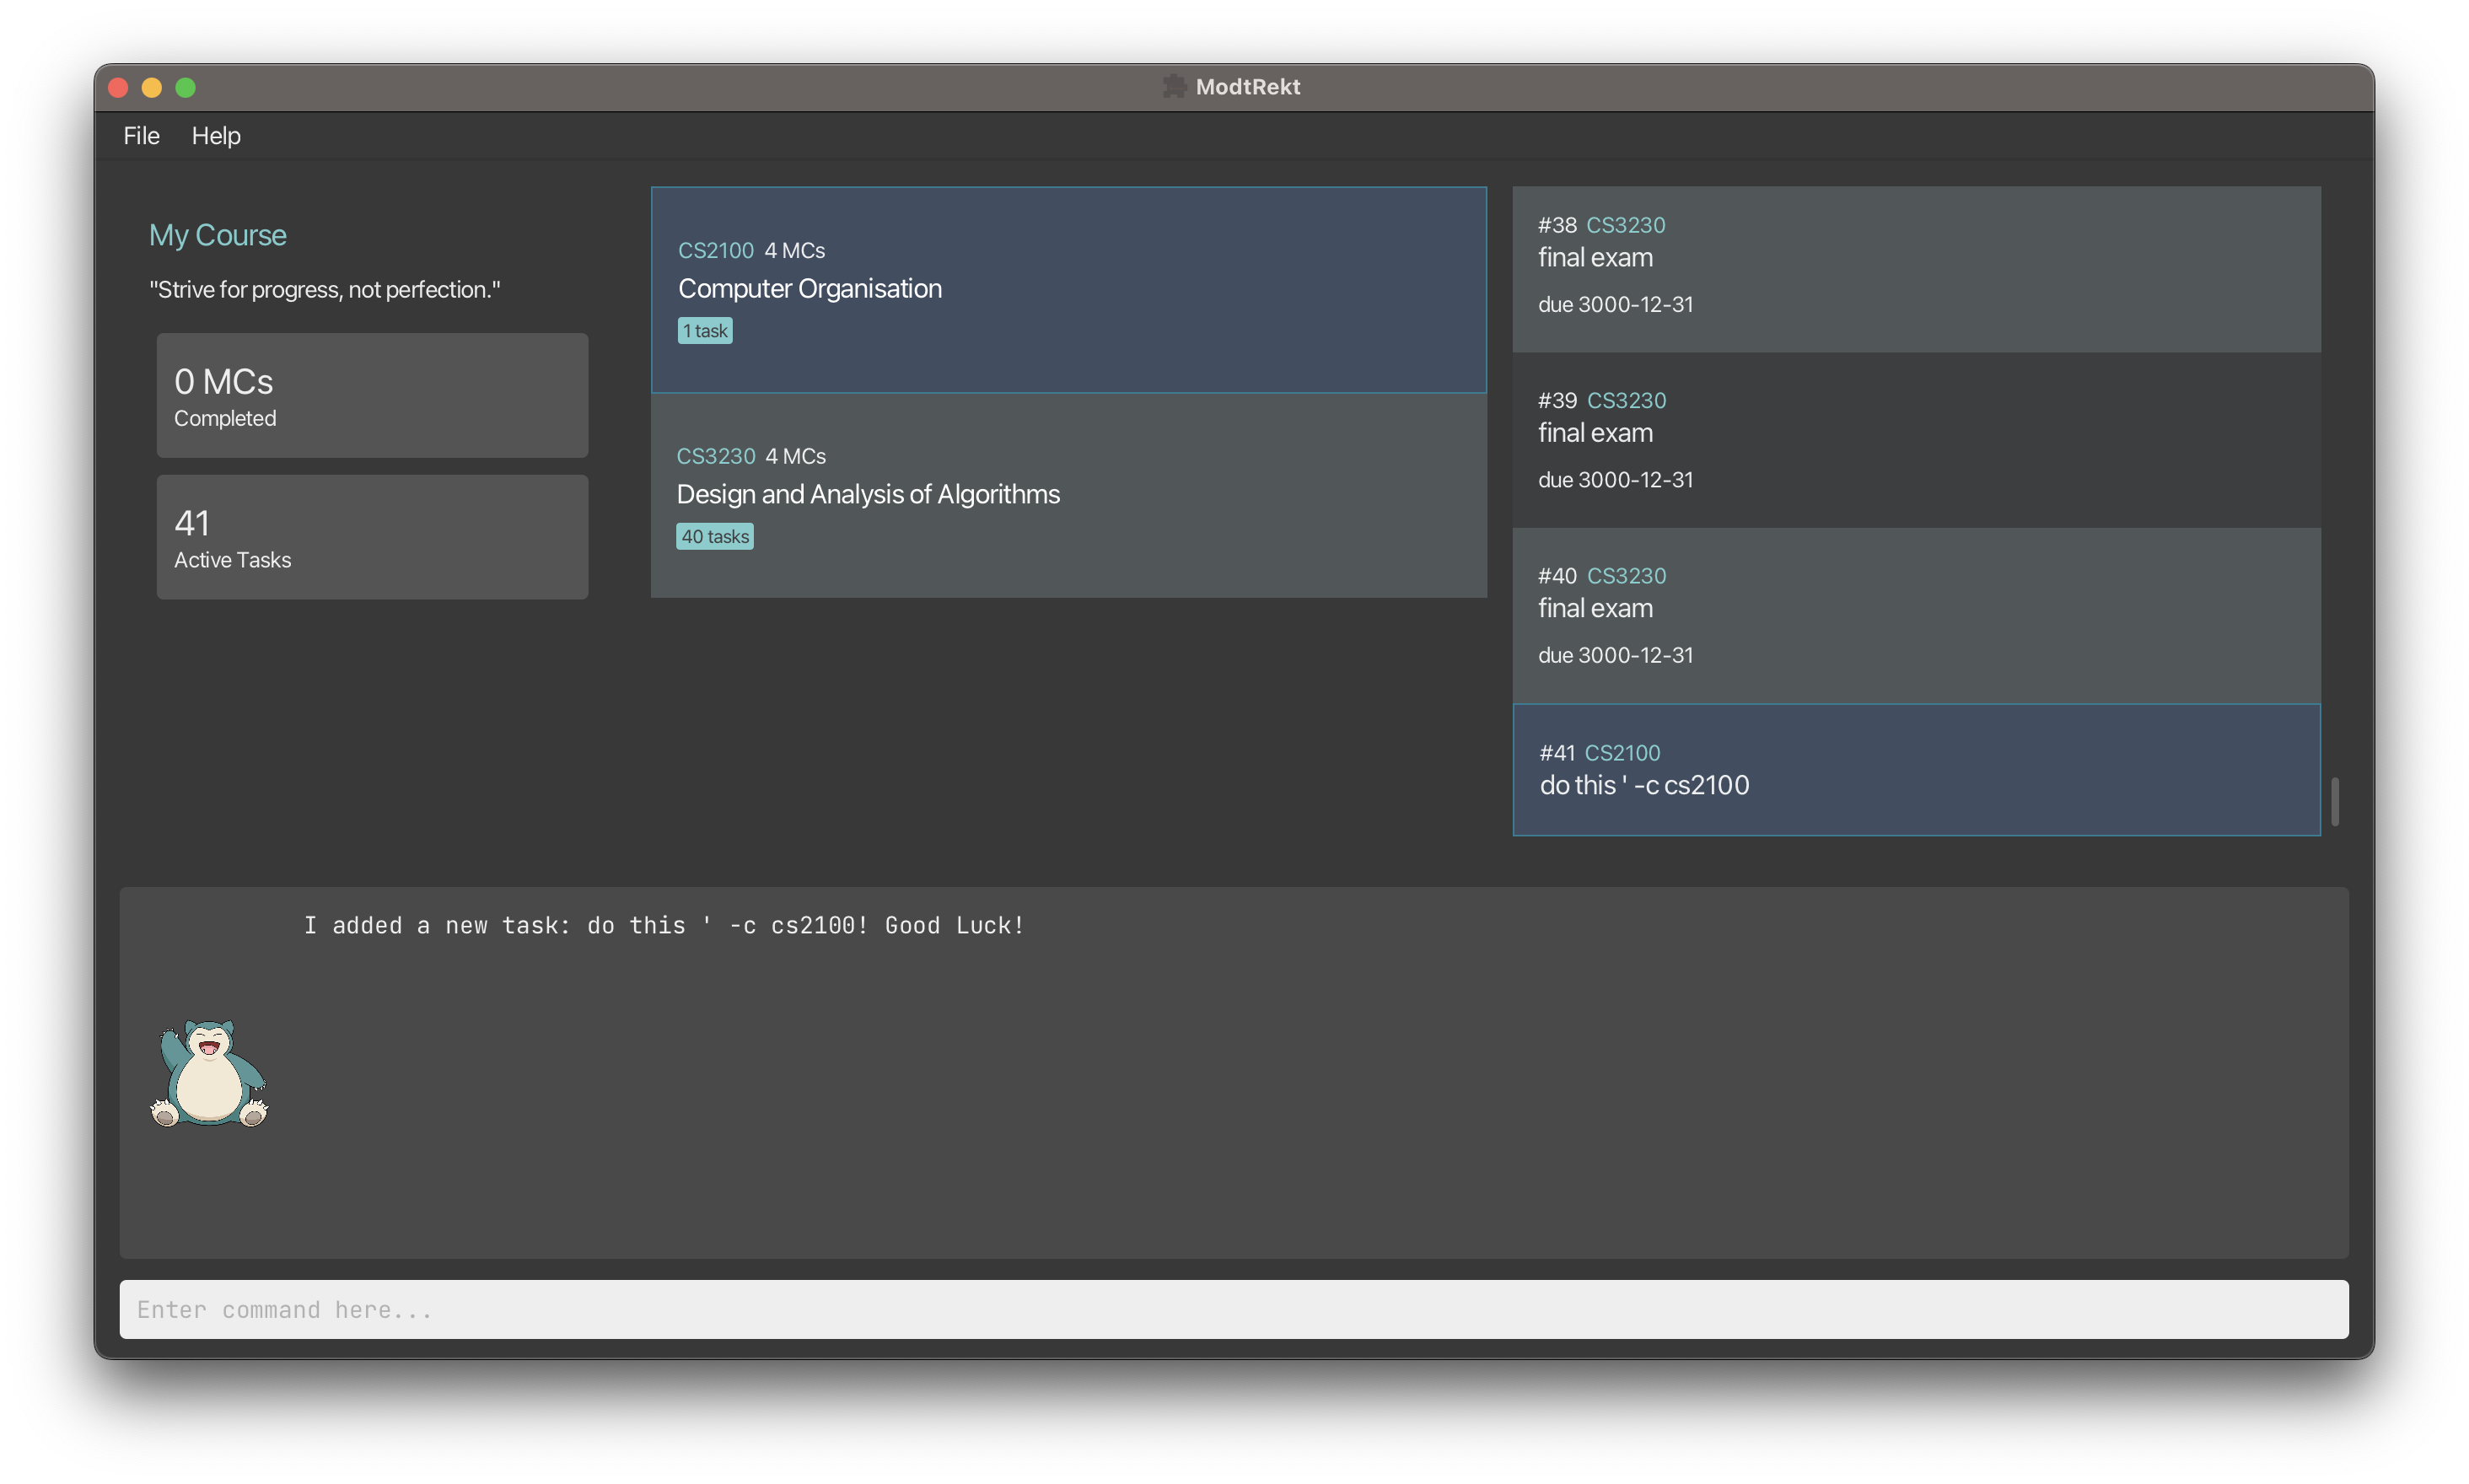 ModtRekt
File Help
My Course
"Strive for progress, not perfection."
0 MCs
Completed
41
Active Tasks
CS2100 4 MCs
Computer Organisation
1 task
CS3230 4 MCs
Design and Analysis of Algorithms
40 tasks
#38 CS3230
final exam
due 3000-12-31
#39 CS3230
final exam
due 3000-12-31
#40 CS3230
final exam
due 3000-12-31
#41 CS2100
do this ' -c cs2100
I added a new task: do this ' -c cs2100! Good Luck!
Enter command here...